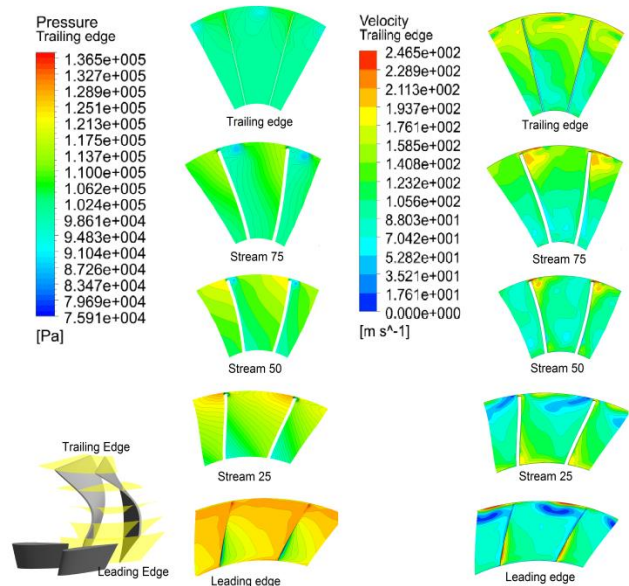 Pressure
Trailing edge
1.365e+005
1.327e+005
1.289e+005
1.251e+005
1.213e+005
1.175e+005
1.137e+005
1.100e+005
1.062e+005
1.024e+005
9.861e+004
9.483e+004
9.104e+004
8.726e+004
8.347e+004
7.969e+004
7.591e+004
[Pa]
Trailing edge
Stream 75
Stream 50
Stream 25
Leading edge
Velocity
Trailing edge
2.465e+002
2.289e+002
2.113e+002
1.937e+002
1.761e+002
1.585e+002
1.408e+002
1.232e+002
1.056e+002
8.803e+001
7.042e+001
5.282e+001
3.521e+001
1.761e+001
0.000e+000
[m s^-1]
Trailing edge
Stream 75
Stream 50
Stream 25
Leading edge
Trailing Edge
Leading Edge